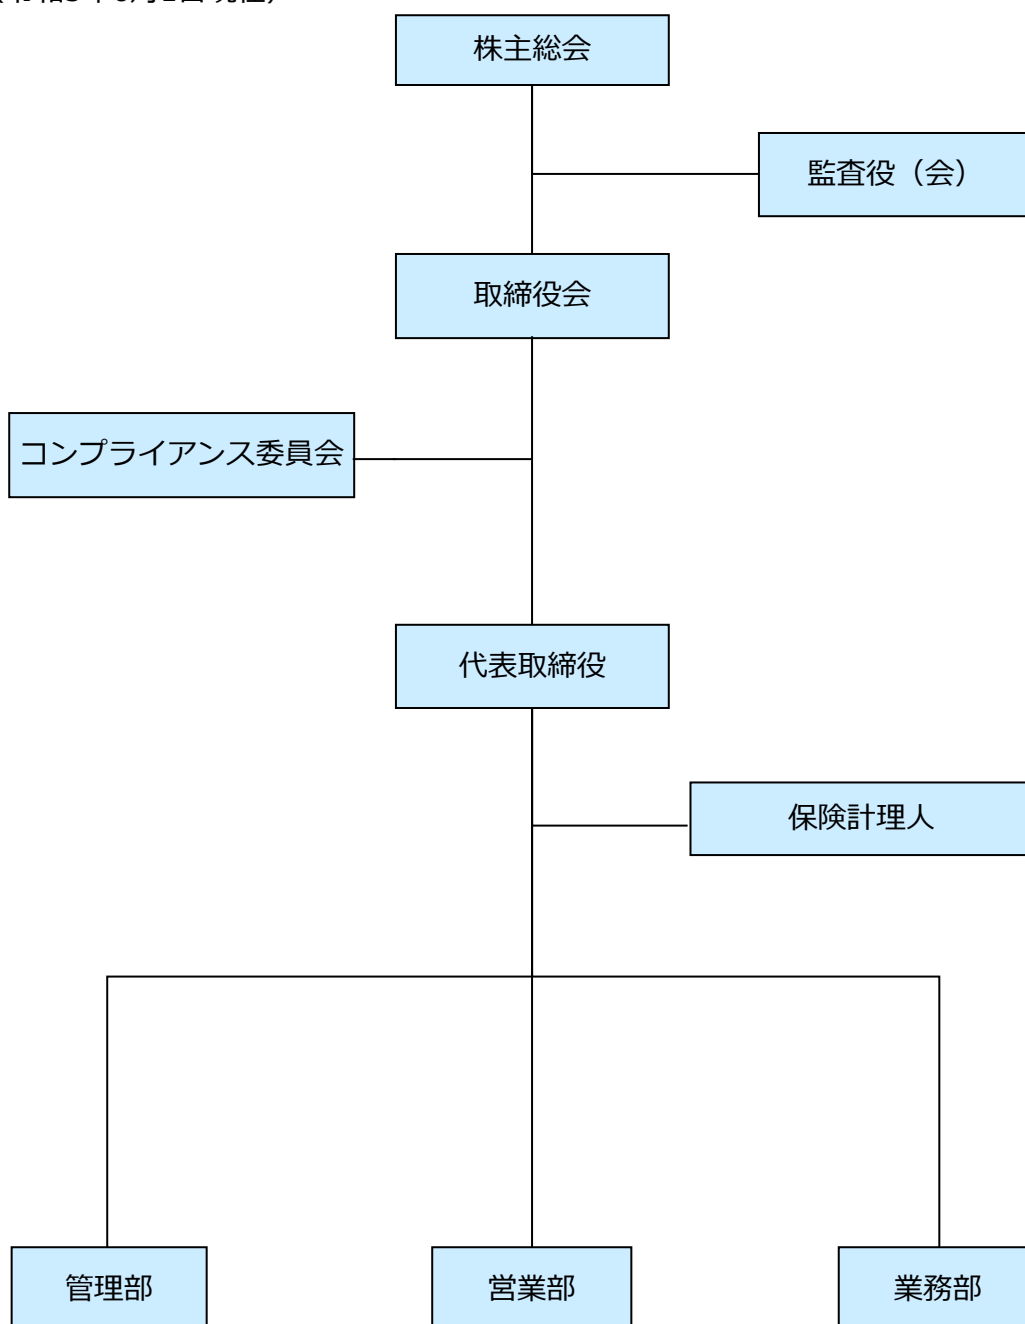 株主総会
監査役（会）
取締役会
コンプライアンス委員会
代表取締役
保険計理人
管理部
営業部
業務部